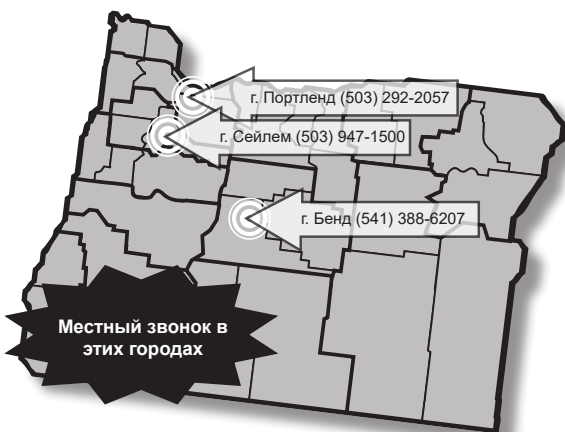 г. Портленд (503) 292-2057
г. Сейлем (503) 947-1500
г. Бенд (541) 388-6207
Местный звонок в
этих городах